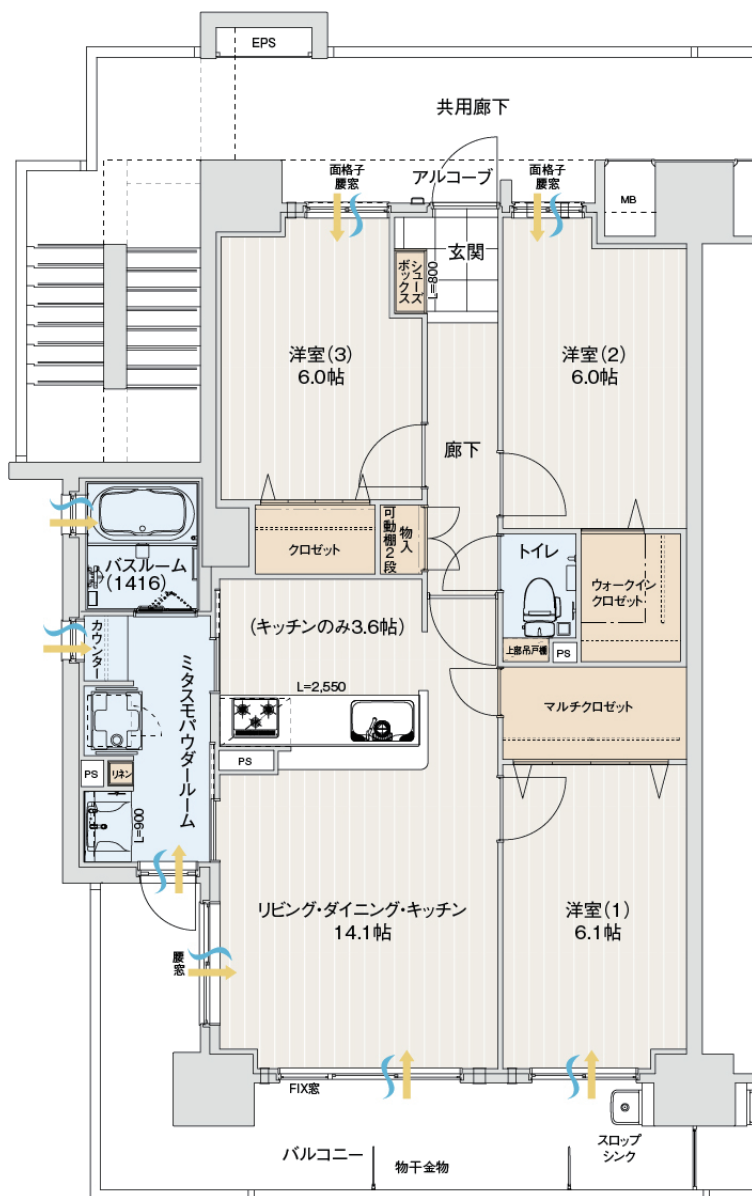 EPS
共用廊下
面格子
腰窓
アルコーブ
面格子
腰窓
MB
玄関
シューズ
ボックス
L=800
洋室(3)
6.0帖
洋室(2)
6.0帖
廊下
クロゼット
物入
可動棚2段
トイレ
ウォークイン
クロゼット
バスルーム
(1416)
上部吊戸棚
PS
カウンター
(キッチンのみ3.6帖)
L=2,550
マルチクロゼット
ミタスモパウダールーム
PS
PS
リネン
L=900
リビング・ダイニング・キッチン
14.1帖
洋室(1)
6.1帖
腰窓
FIX窓
バルコニー
物干金物
スロップ
シンク